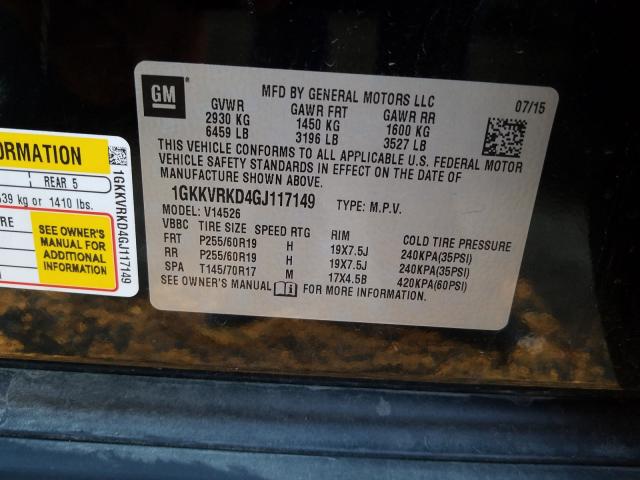 GM
MFD BY GENERAL MOTORS LLC
07/15
GVWR GAWR FRT GAWR RR
2930 KG 1450 KG 1600 KG
6459 LB 3196 LB 3527 LB
THIS VEHICLE CONFORMS TO ALL APPLICABLE U.S. FEDERAL MOTOR
VEHICLE SAFETY STANDARDS IN EFFECT ON THE DATE OF
MANUFACTURE SHOWN ABOVE.
1GKKVRKD4GJ117149 TYPE: M.P.V.
MODEL: V14526
VBBC TIRE SIZE SPEED RTG RIM COLD TIRE PRESSURE
FRT P255/60R19 H 19X7.5J 240KPA(35PSI)
RR P255/60R19 H 19X7.5J 240KPA(35PSI)
SPA T145/70R17 M 17X4.5B 420KPA(60PSI)
SEE OWNER'S MANUAL FOR MORE INFORMATION.
ORMATION
REAR 5
639 kg or 1410 lbs.
RE
SEE OWNER'S
MANUAL FOR
ADDITIONAL
INFORMATION
1GKKVRKD4GJ117149